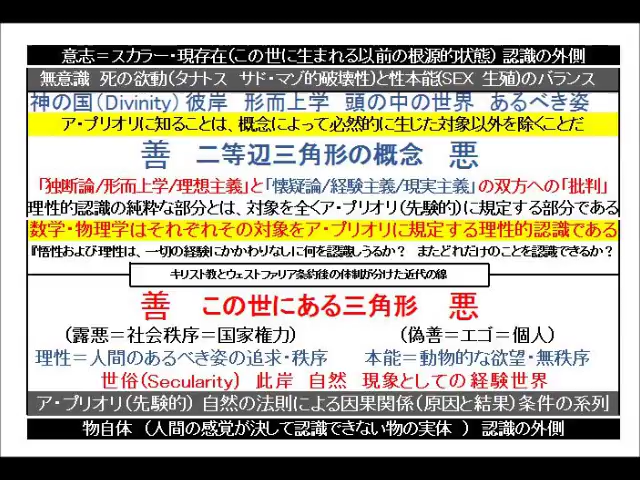 意志＝スカラー・現存在(この世に生まれる以前の根源的状態) 認識の外側
無意識 死の欲動(タナトス サド・マゾ的破壊性)と性本能(SEX 生殖)のバランス
神の国(Divinity) 彼岸 形而上学 頭の中の世界 あるべき姿
ア・プリオリに知ることは、概念によって必然的に生じた対象以外を除くことだ
善 二等辺三角形の概念 悪
「独断論/形而上学/理想主義」と「懐疑論/経験主義/現実主義」の双方への「批判」
理性的認識の純粋な部分とは、対象を全くア・プリオリ(先験的)に規定する部分である
数学・物理学はそれぞれその対象をア・プリオリに規定する理性的認識である
『悟性および理性は、一切の経験にかかわりなしに何を認識しうるか？ またどれだけのことを認識できるか？
キリスト教とウェストファリア条約後の体制が分けた近代の線
善 この世にある三角形 悪
(露悪＝社会秩序＝国家権力) (偽善＝エゴ＝個人)
理性＝人間のあるべき姿の追求・秩序 本能＝動物的な欲望・無秩序
世俗(Secularity) 此岸 自然 現象としての経験世界
ア・プリオリ(先験的) 自然の法則による因果関係(原因と結果)条件の系列
物自体 (人間の感覚が決して認識できない物の実体 ) 認識の外側